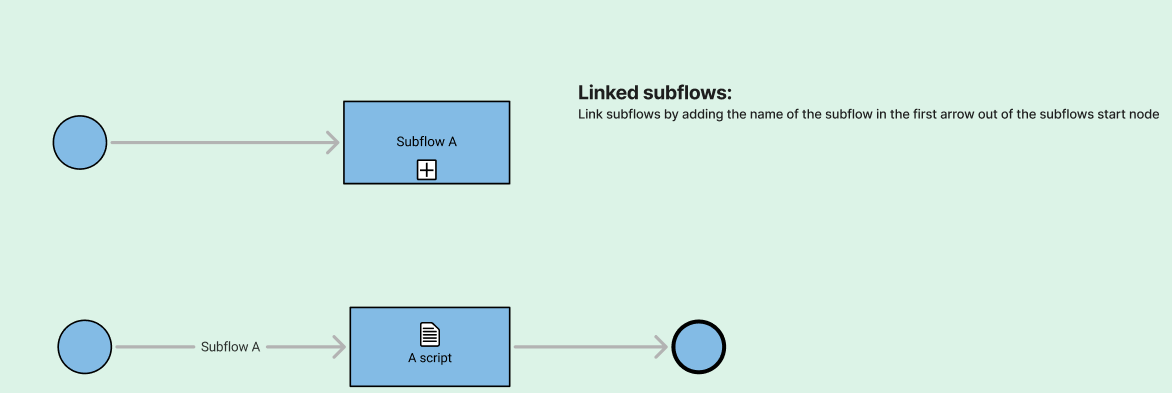 Linked subflows:
Link subflows by adding the name of the subflow in the first arrow out of the subflows start node
Subflow A
Subflow A
A script